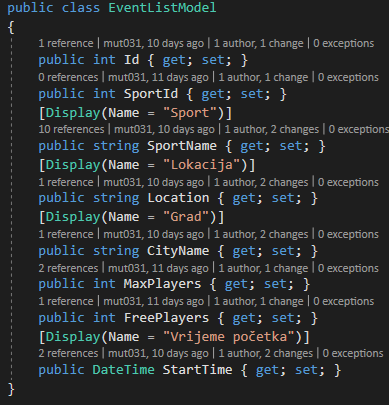 public class EventListModel
{
1 reference | mut031, 10 days ago | 1 author, 1 change | 0 exceptions
public int Id { get; set; }
0 references | mut031, 11 days ago | 1 author, 1 change | 0 exceptions
public int SportId { get; set; }
[Display(Name = "Sport")]
10 references | mut031, 10 days ago | 1 author, 2 changes | 0 exceptions
public string SportName { get; set; }
[Display(Name = "Lokacija")]
1 reference | mut031, 10 days ago | 1 author, 2 changes | 0 exceptions
public string Location { get; set; }
[Display(Name = "Grad")]
1 reference | mut031, 10 days ago | 1 author, 2 changes | 0 exceptions
public string CityName { get; set; }
2 references | mut031, 11 days ago | 1 author, 1 change | 0 exceptions
public int MaxPlayers { get; set; }
1 reference | mut031, 11 days ago | 1 author, 1 change | 0 exceptions
public int FreePlayers { get; set; }
[Display(Name = "Vrijeme početka")]
2 references | mut031, 10 days ago | 1 author, 2 changes | 0 exceptions
public DateTime StartTime { get; set; }
}